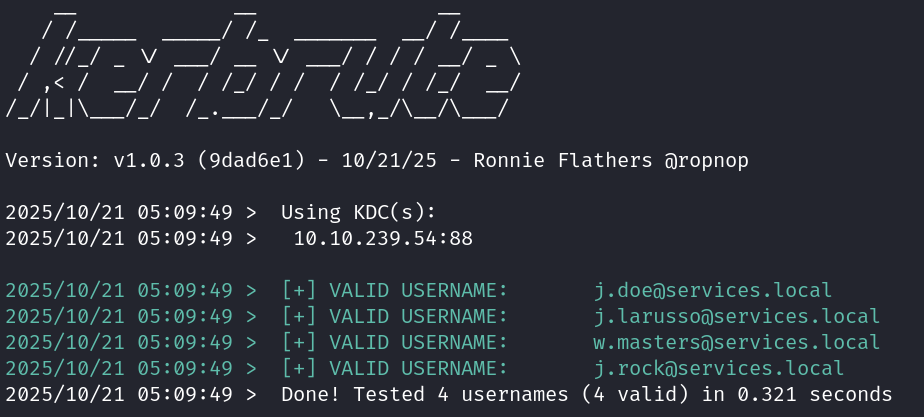 kerbrute
Version: v1.0.3 (9dad6e1) - 10/21/25 - Ronnie Flathers @ropnop
2025/10/21 05:09:49 >  Using KDC(s):
2025/10/21 05:09:49 >   10.10.239.54:88
2025/10/21 05:09:49 >  [+] VALID USERNAME:       j.doe@services.local
2025/10/21 05:09:49 >  [+] VALID USERNAME:       j.larusso@services.local
2025/10/21 05:09:49 >  [+] VALID USERNAME:       w.masters@services.local
2025/10/21 05:09:49 >  [+] VALID USERNAME:       j.rock@services.local
2025/10/21 05:09:49 >  Done! Tested 4 usernames (4 valid) in 0.321 seconds